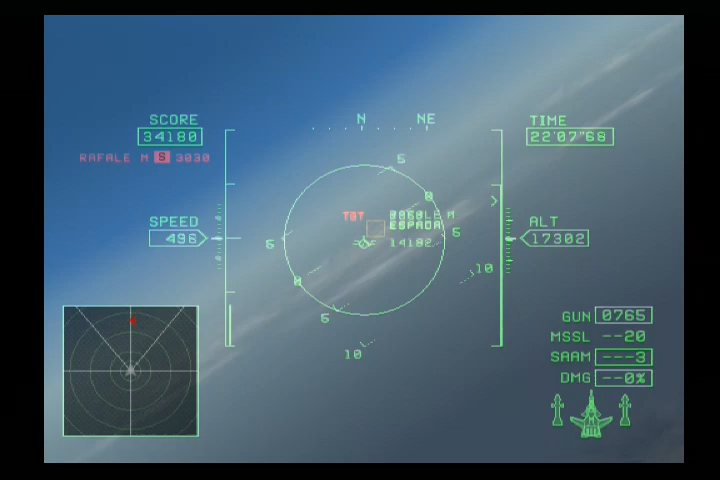 N NE
SCORE
34180
TIME
22'07"68
RAFALE M S 3030
5
0
TGT
ESPADA
14182
SPEED
496
5
5
ALT
17302
0
10
5
10
GUN 0765
MSSL --20
SAAM ---3
DMG --0%